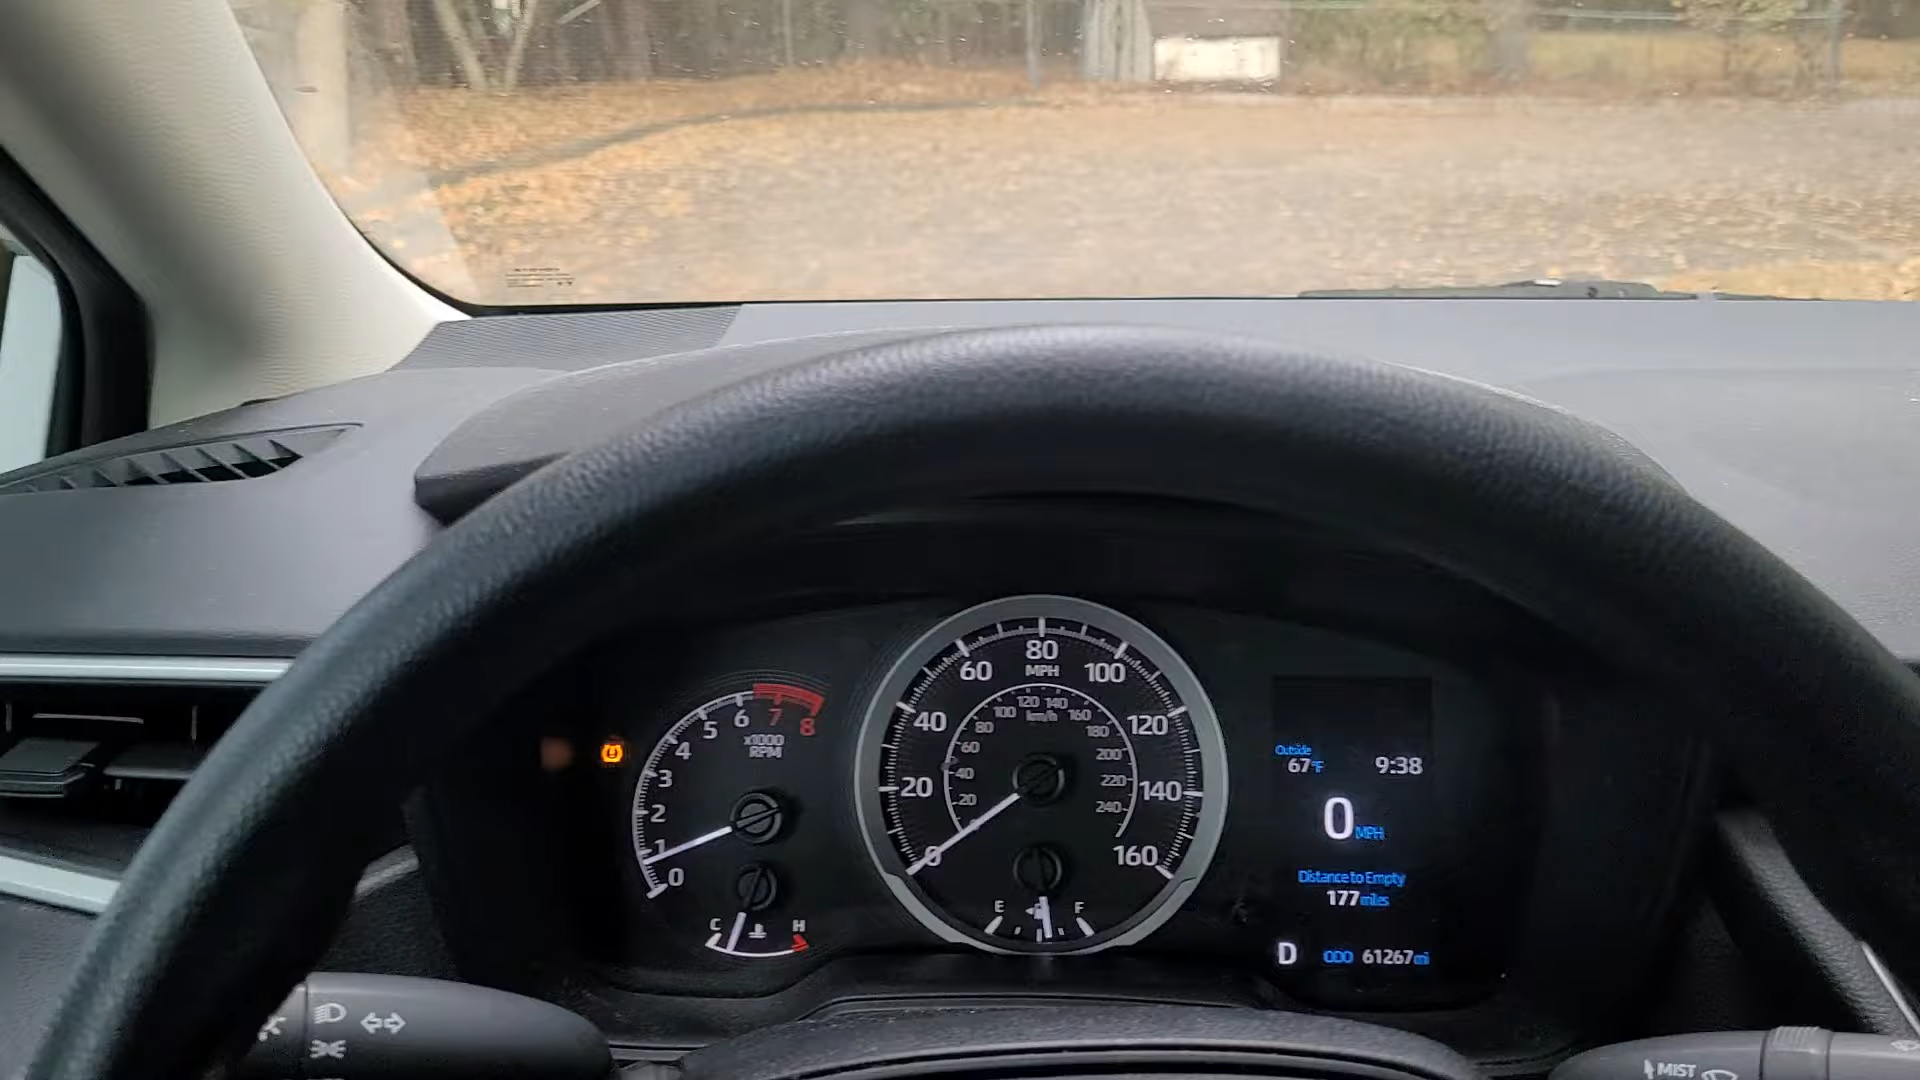 0
1
2
3
4
5
6
7
8
x1000
RPM
C
H
0
20
40
60
80
100
120
140
160
MPH
20
40
60
80
100
120
140
160
180
200
220
240
km/h
E
F
Outside
67°F
9:38
0 MPH
Distance to Empty
177 miles
D
ODO 61267 mi
MIST